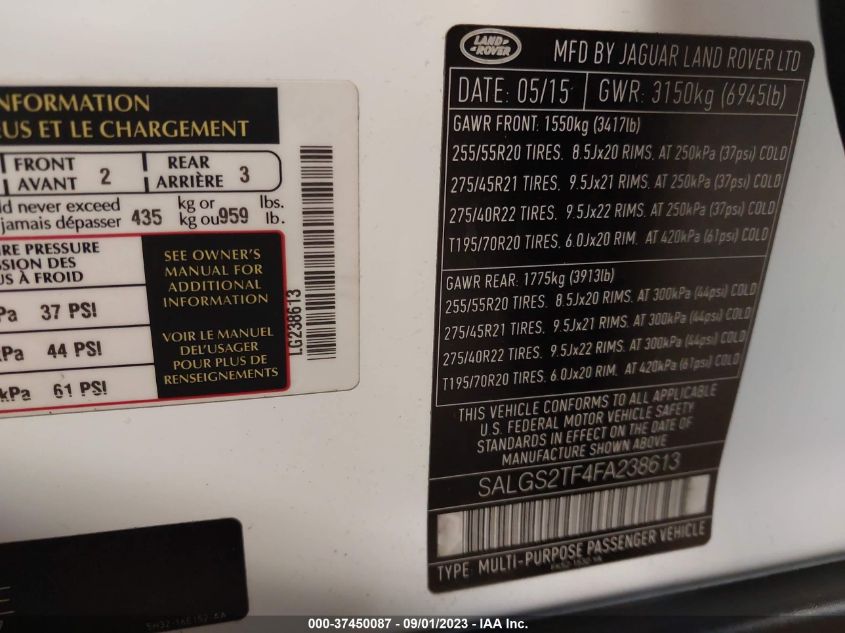 NFORMATION
RUS ET LE CHARGEMENT
FRONT
AVANT 2
REAR
ARRIÈRE 3
ld never exceed
jamais dépasser 435 kg or kg ou 959 lbs. lb.
IRE PRESSURE
SSION DES
US À FROID
Pa 37 PSI
kPa 44 PSI
kPa 61 PSI
SEE OWNER'S
MANUAL FOR
ADDITIONAL
INFORMATION
VOIR LE MANUEL
DE L'USAGER
POUR PLUS DE
RENSEIGNEMENTS
LG238613
LAND ROVER
MFD BY JAGUAR LAND ROVER LTD
DATE: 05/15 GWR: 3150kg (6945lb)
GAWR FRONT: 1550kg (3417lb)
255/55R20 TIRES. 8.5Jx20 RIMS. AT 250kPa (37psi) COLD
275/45R21 TIRES. 9.5Jx21 RIMS. AT 250kPa (37psi) COLD
275/40R22 TIRES. 9.5Jx22 RIMS. AT 250kPa (37psi) COLD
T195/70R20 TIRES. 6.0Jx20 RIM. AT 420kPa (61psi) COLD
GAWR REAR: 1775kg (3913lb)
255/55R20 TIRES. 8.5Jx20 RIMS. AT 300kPa (44psi) COLD
275/45R21 TIRES. 9.5Jx21 RIMS. AT 300kPa (44psi) COLD
275/40R22 TIRES. 9.5Jx22 RIMS. AT 300kPa (44psi) COLD
T195/70R20 TIRES. 6.0Jx20 RIM. AT 420kPa (61psi) COLD
THIS VEHICLE CONFORMS TO ALL APPLICABLE
U.S. FEDERAL MOTOR VEHICLE SAFETY
STANDARDS IN EFFECT ON THE DATE OF
MANUFACTURE SHOWN ABOVE
SALGS2TF4FA238613
TYPE: MULTI-PURPOSE PASSENGER VEHICLE
000-37450087 - 09/01/2023 - IAA Inc.